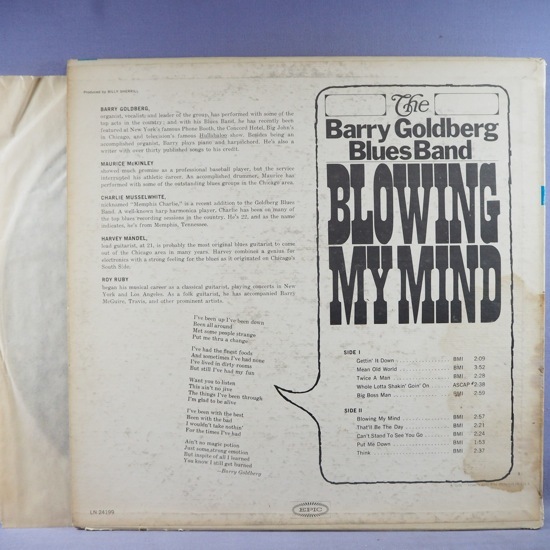 Produced by BILLY SHERRILL
BARRY GOLDBERG,
organist, vocalist and leader of the group, has performed with some of the
top acts in the country; and with his Blues Band, he has recently been
featured at New York's famous Phone Booth, the Concord Hotel, Big John's
in Chicago, and television's famous Hullabaloo show. Besides being an
accomplished organist, Barry plays piano and harpsichord. He's also a
writer with over thirty published songs to his credit.
MAURICE McKINLEY
showed much promise as a professional baseball player, but the service
interrupted his athletic career. An accomplished drummer, Maurice has
performed with some of the outstanding blues groups in the Chicago area.
CHARLIE MUSSELWHITE,
nicknamed "Memphis Charlie," is a recent addition to the Goldberg Blues
Band. A well-known harp harmonica player, Charlie has been on many of
the top blues recording sessions in the country. He's 22, and as the name
indicates, he's from Memphis, Tennessee.
HARVEY MANDEL,
lead guitarist, at 21, is probably the most original blues guitarist to come
out of the Chicago area in many years. Harvey combines a genius for
electronics with a strong feeling for the blues as it originated on Chicago's
South Side.
ROY RUBY
began his musical career as a classical guitarist, playing concerts in New
York and Los Angeles. As a folk guitarist, he has accompanied Barry
McGuire, Travis, and other prominent artists.
I've been up I've been down
Been all around
Met some people strange
Put me thru a change
I've had the finest foods
And sometimes I've had none
I've lived in dirty rooms
But still I've had my fun
Want you to listen
This ain't no jive
The things I've been through
I'm glad to be alive
I've been with the best
Been with the bad
I wouldn't take nothin'
For the times I've had
Ain't no magic potion
Just some strong emotion
But inspite of all I learned
You know I still got burned
—Barry Goldberg
The
Barry Goldberg
Blues Band
BLOWING
MY MIND
SIDE I
Gettin' It Down BMI 2:09
Mean Old World BMI 3:52
Twice A Man BMI 2:28
Whole Lotta Shakin' Goin' On ASCAP 2:38
Big Boss Man BMI 2:59
SIDE II
Blowing My Mind BMI 2:57
That'll Be The Day BMI 2:21
Can't Stand To See You Go BMI 2:24
Put Me Down BMI 1:53
Think BMI 2:37
EPIC
LN 24199